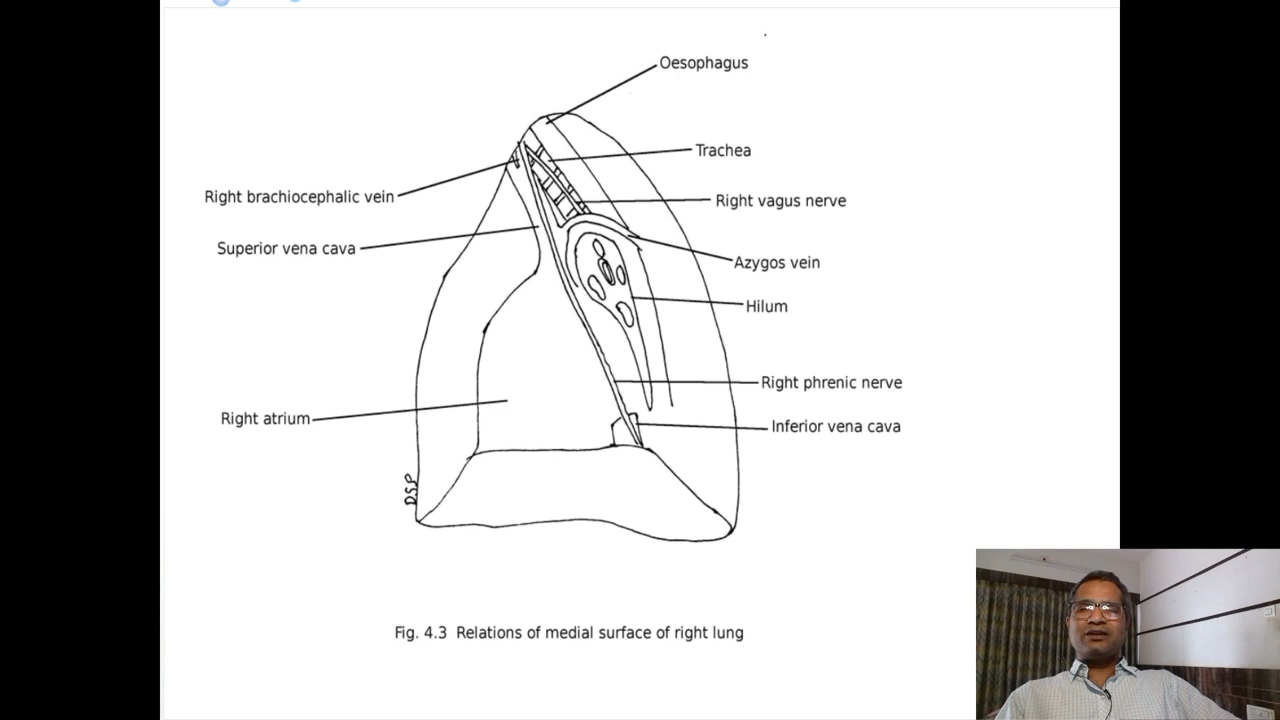 Oesophagus
Trachea
Right brachiocephalic vein
Right vagus nerve
Superior vena cava
Azygos vein
Hilum
Right phrenic nerve
Right atrium
Inferior vena cava
DSP
Fig. 4.3 Relations of medial surface of right lung